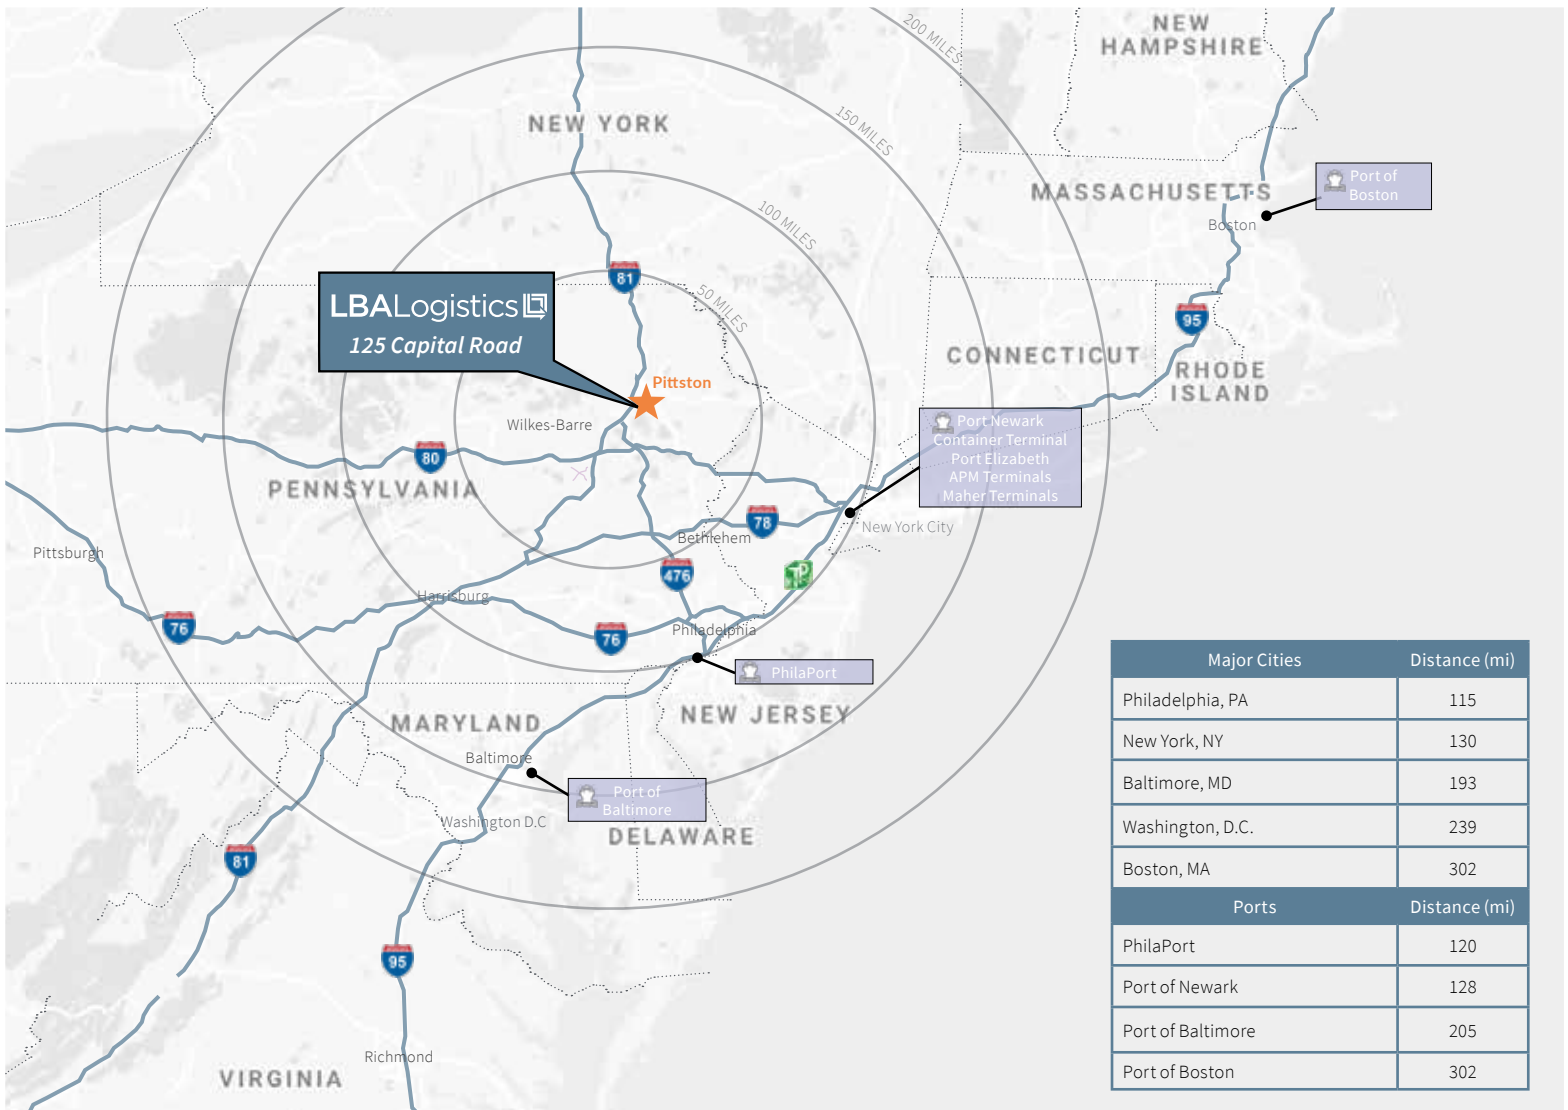 200 MILES
NEW
HAMPSHIRE
NEW YORK
150 MILES
MASSACHUSETTS
Port of
Boston
Boston
100 MILES
81
50 MILES
LBALogistics
125 Capital Road
95
CONNECTICUT
RHODE
ISLAND
Pittston
Wilkes-Barre
Port Newark
Container Terminal
Port Elizabeth
APM Terminals
Maher Terminals
80
PENNSYLVANIA
78
New York City
Bethlehem
Pittsburgh
476
TP
Harrisburg
76
76
Philadelphia
PhilaPort
NEW JERSEY
MARYLAND
Baltimore
Port of
Baltimore
Washington D.C
DELAWARE
81
95
Richmond
VIRGINIA
Major Cities Distance (mi)
Philadelphia, PA 115
New York, NY 130
Baltimore, MD 193
Washington, D.C. 239
Boston, MA 302
Ports Distance (mi)
PhilaPort 120
Port of Newark 128
Port of Baltimore 205
Port of Boston 302